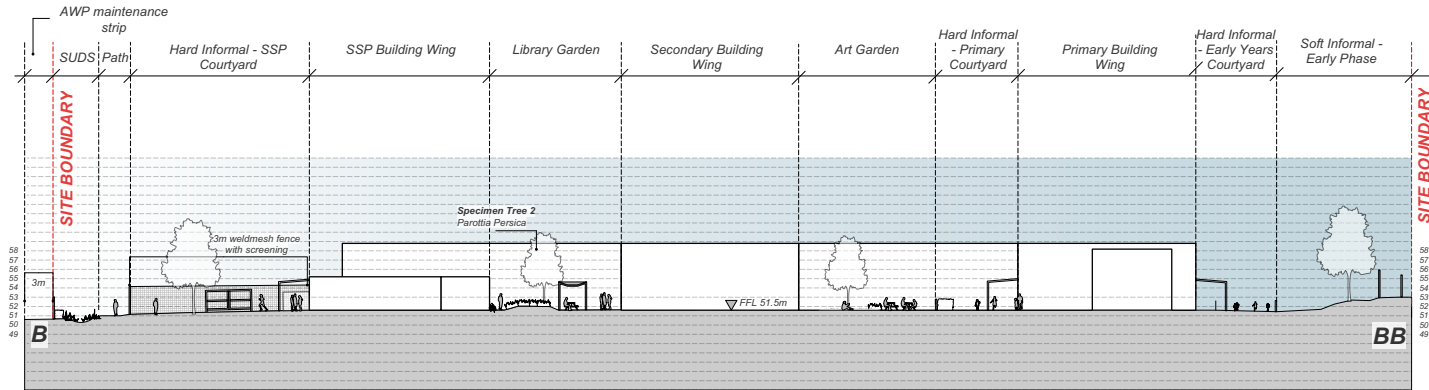 AWP maintenance
strip
SUDS
Path
Hard Informal - SSP
Courtyard
SSP Building Wing
Library Garden
Secondary Building
Wing
Art Garden
Hard Informal
- Primary
Courtyard
Primary Building
Wing
Hard Informal
- Early Years
Courtyard
Soft Informal -
Early Phase
SITE BOUNDARY
SITE BOUNDARY
Specimen Tree 2
Parottia Persica
3m weldmesh fence
with screening
3m
FFL 51.5m
58
57
56
55
54
53
52
51
50
49
58
57
56
55
54
53
52
51
50
49
B
BB